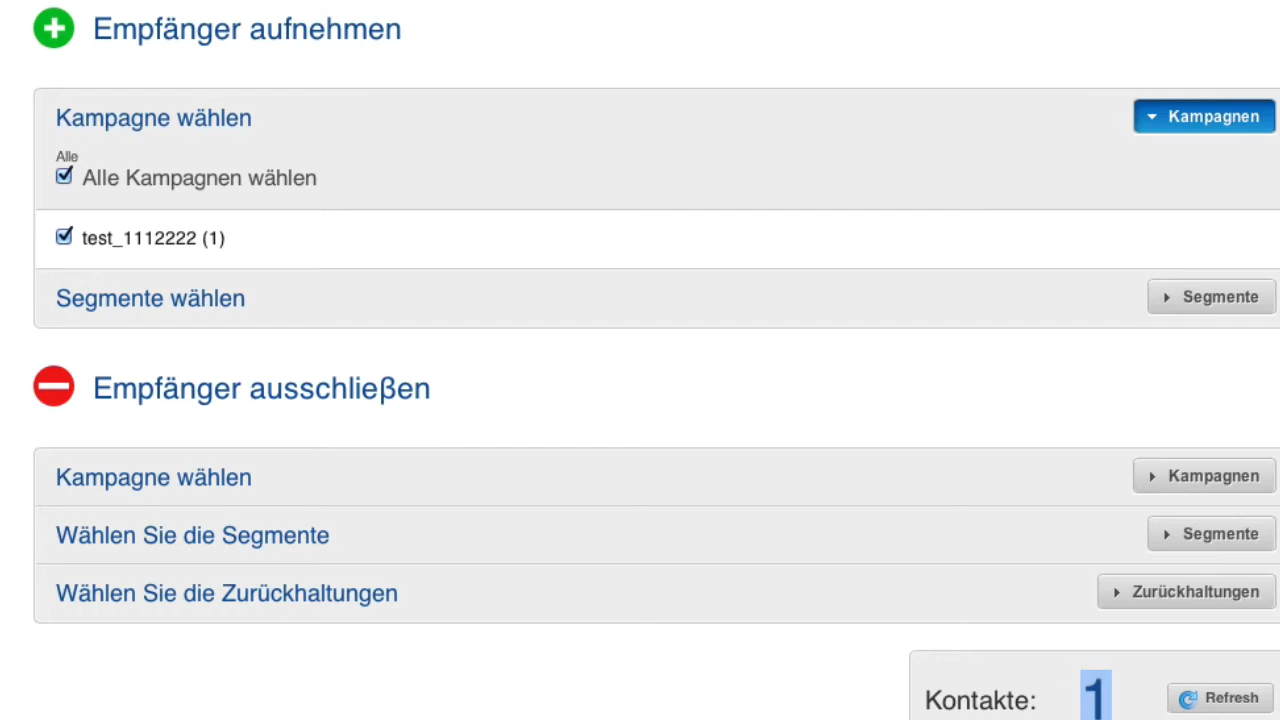 Empfänger aufnehmen
Kampagne wählen
Kampagnen
Alle
Alle Kampagnen wählen
test_1112222 (1)
Segmente wählen
Segmente
Empfänger ausschließen
Kampagne wählen
Kampagnen
Wählen Sie die Segmente
Segmente
Wählen Sie die Zurückhaltungen
Zurückhaltungen
Kontakte: 1
Refresh